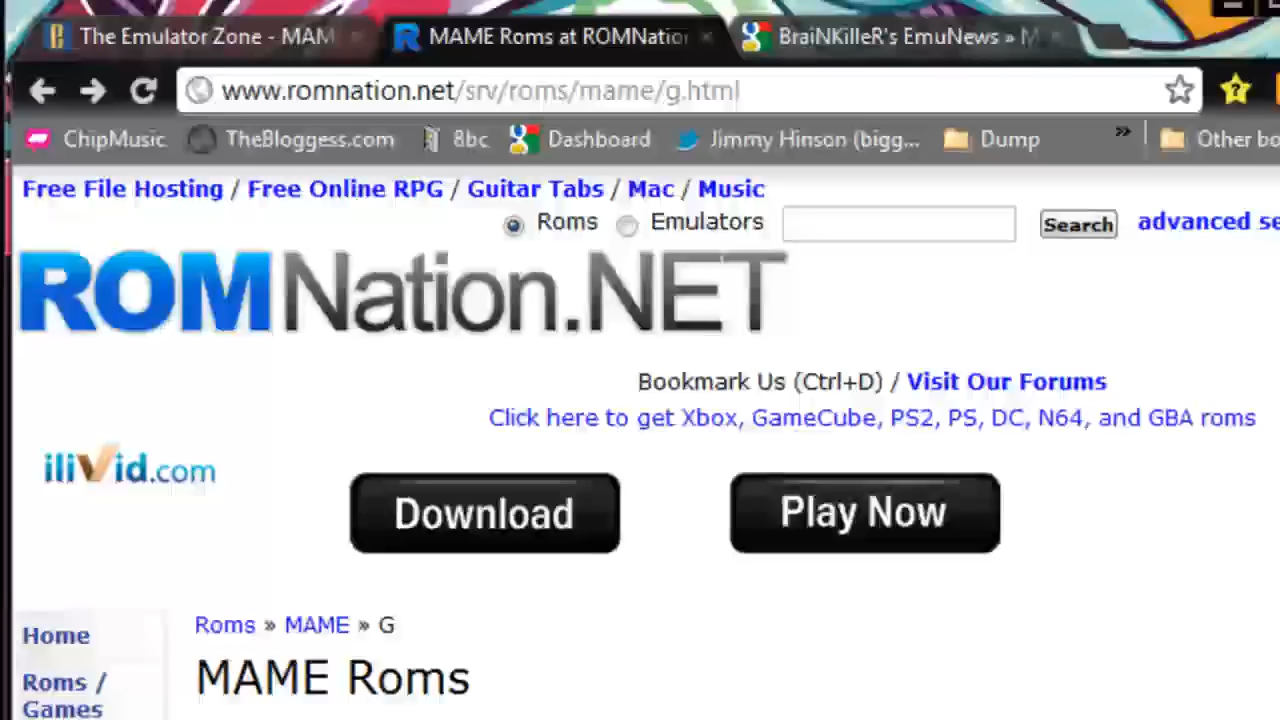 The Emulator Zone - MAM
MAME Roms at ROMNation
BraiNKilleR's EmuNews » M
www.romnation.net/srv/roms/mame/g.html
ChipMusic TheBloggess.com 8bc Dashboard Jimmy Hinson (bigg... Dump » Other bo
Free File Hosting / Free Online RPG / Guitar Tabs / Mac / Music
Roms Emulators Search advanced se
ROMNation.NET
Bookmark Us (Ctrl+D) / Visit Our Forums
Click here to get Xbox, GameCube, PS2, PS, DC, N64, and GBA roms
iliVid.com
Download Play Now
Home
Roms » MAME » G
Roms /
Games
MAME Roms